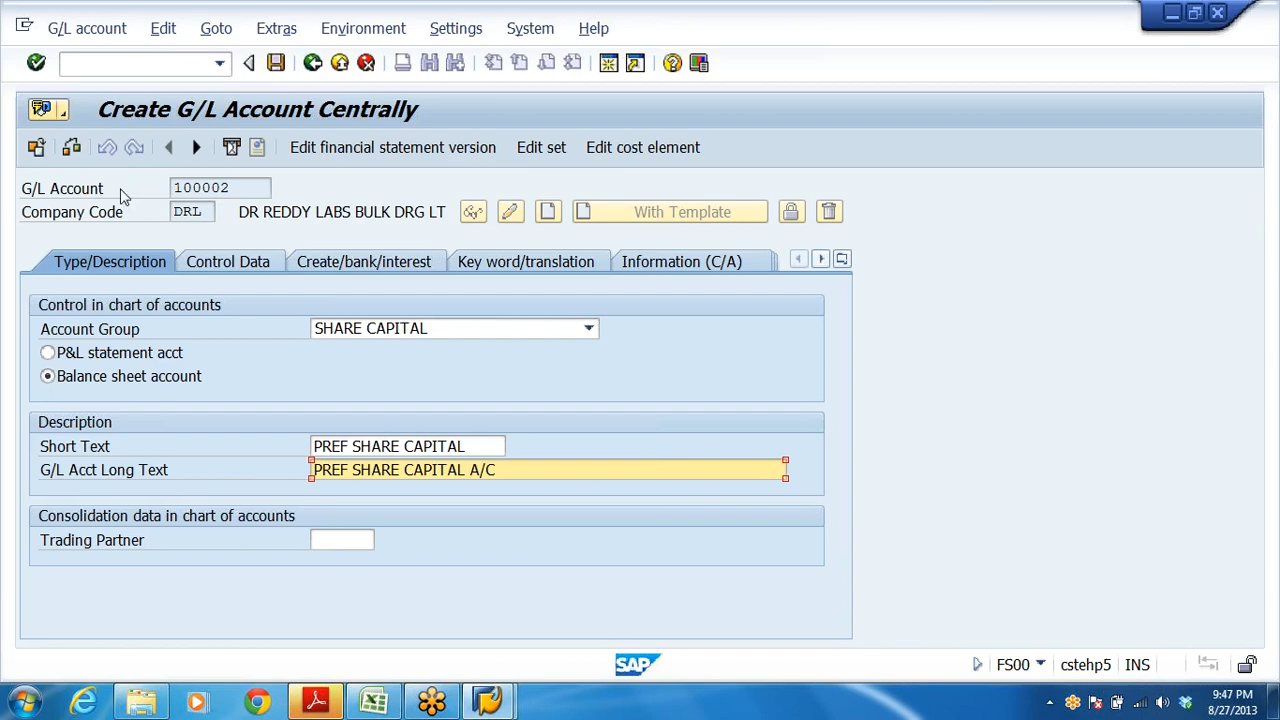 G/L account Edit Goto Extras Environment Settings System Help
Create G/L Account Centrally
Edit financial statement version Edit set Edit cost element
G/L Account 100002
Company Code DRL DR REDDY LABS BULK DRG LT With Template
Type/Description Control Data Create/bank/interest Key word/translation Information (C/A)
Control in chart of accounts
Account Group SHARE CAPITAL
P&L statement acct
Balance sheet account
Description
Short Text PREF SHARE CAPITAL
G/L Acct Long Text PREF SHARE CAPITAL A/C
Consolidation data in chart of accounts
Trading Partner
SAP FS00 cstehp5 INS
9:47 PM
8/27/2013